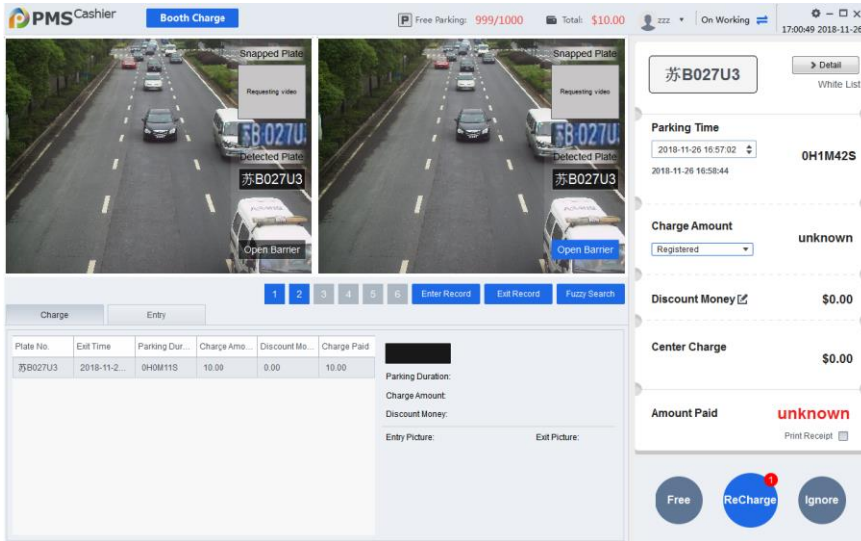 PMS Cashier
Booth Charge
P Free Parking: 999/1000
Total: $10.00
zzz
On Working
17:00:49 2018-11-26
Snapped Plate
Requesting video
B·027U
Detected Plate
苏B027U3
Open Barrier
Snapped Plate
Requesting video
B·027U
Detected Plate
苏B027U3
Open Barrier
1 2 3 4 5 6 Enter Record Exit Record Fuzzy Search
Charge Entry
Plate No. Exit Time Parking Dur... Charge Amo... Discount Mo... Charge Paid
苏B027U3 2018-11-2... 0H0M11S 10.00 0.00 10.00
Parking Duration:
Charge Amount:
Discount Money:
Entry Picture: Exit Picture:
苏B027U3
> Detail
White List
Parking Time
2018-11-26 16:57:02
0H1M42S
2018-11-26 16:58:44
Charge Amount
Registered
unknown
Discount Money $0.00
Center Charge
$0.00
Amount Paid unknown
Print Receipt
Free
ReCharge
1
Ignore